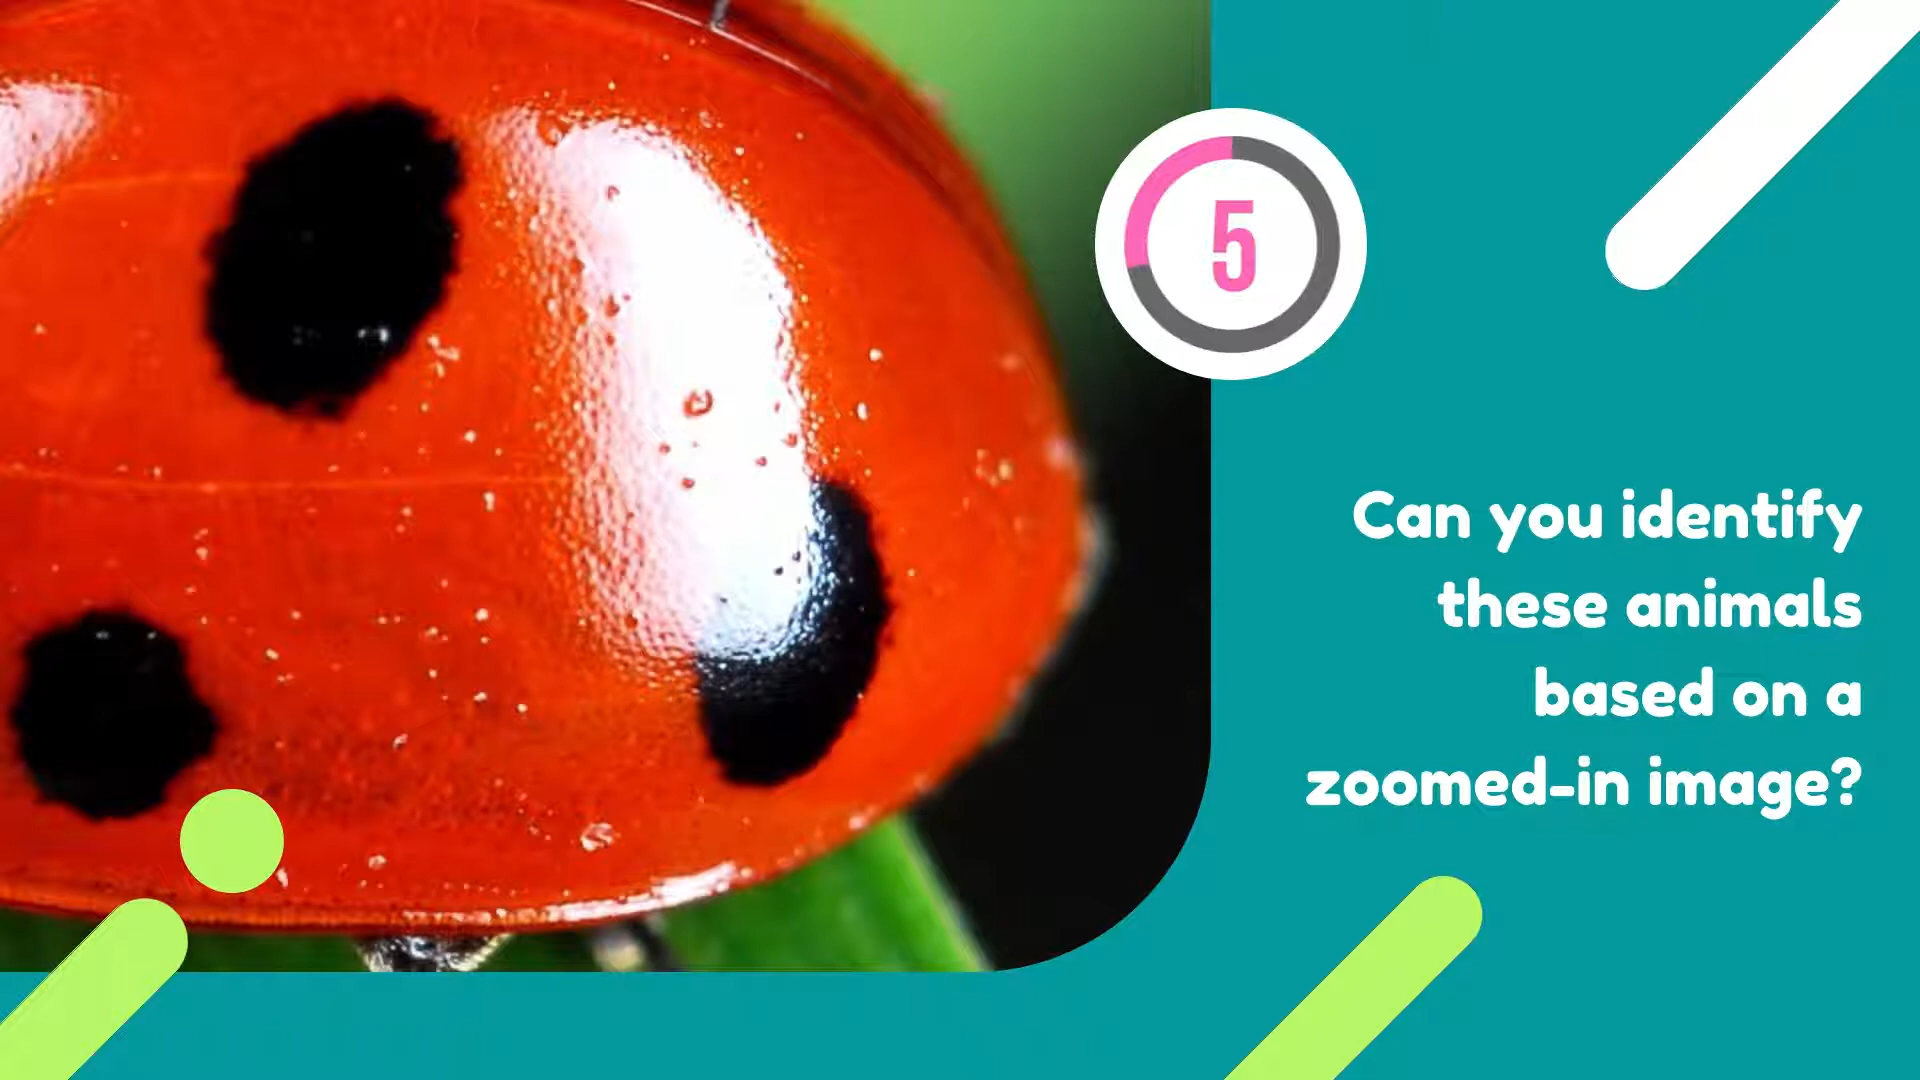 5
Can you identify
these animals
based on a
zoomed-in image?